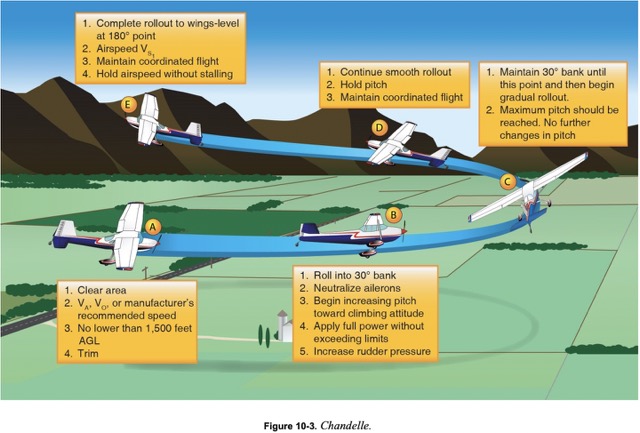 1. Complete rollout to wings-level
at 180° point
2. Airspeed VS1
3. Maintain coordinated flight
4. Hold airspeed without stalling
E
1. Continue smooth rollout
2. Hold pitch
3. Maintain coordinated flight
D
1. Maintain 30° bank until
this point and then begin
gradual rollout.
2. Maximum pitch should be
reached. No further
changes in pitch
C
A
B
1. Clear area
2. VA, VO, or manufacturer's
recommended speed
3. No lower than 1,500 feet
AGL
4. Trim
1. Roll into 30° bank
2. Neutralize ailerons
3. Begin increasing pitch
toward climbing attitude
4. Apply full power without
exceeding limits
5. Increase rudder pressure
Figure 10-3. Chandelle.